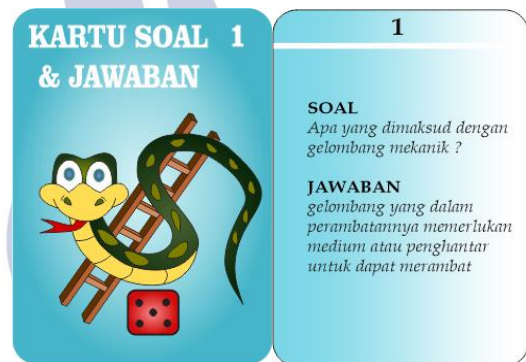 KARTU SOAL 1
& JAWABAN
1
SOAL
Apa yang dimaksud dengan
gelombang mekanik ?
JAWABAN
gelombang yang dalam
perambatannya memerlukan
medium atau penghantar
untuk dapat merambat